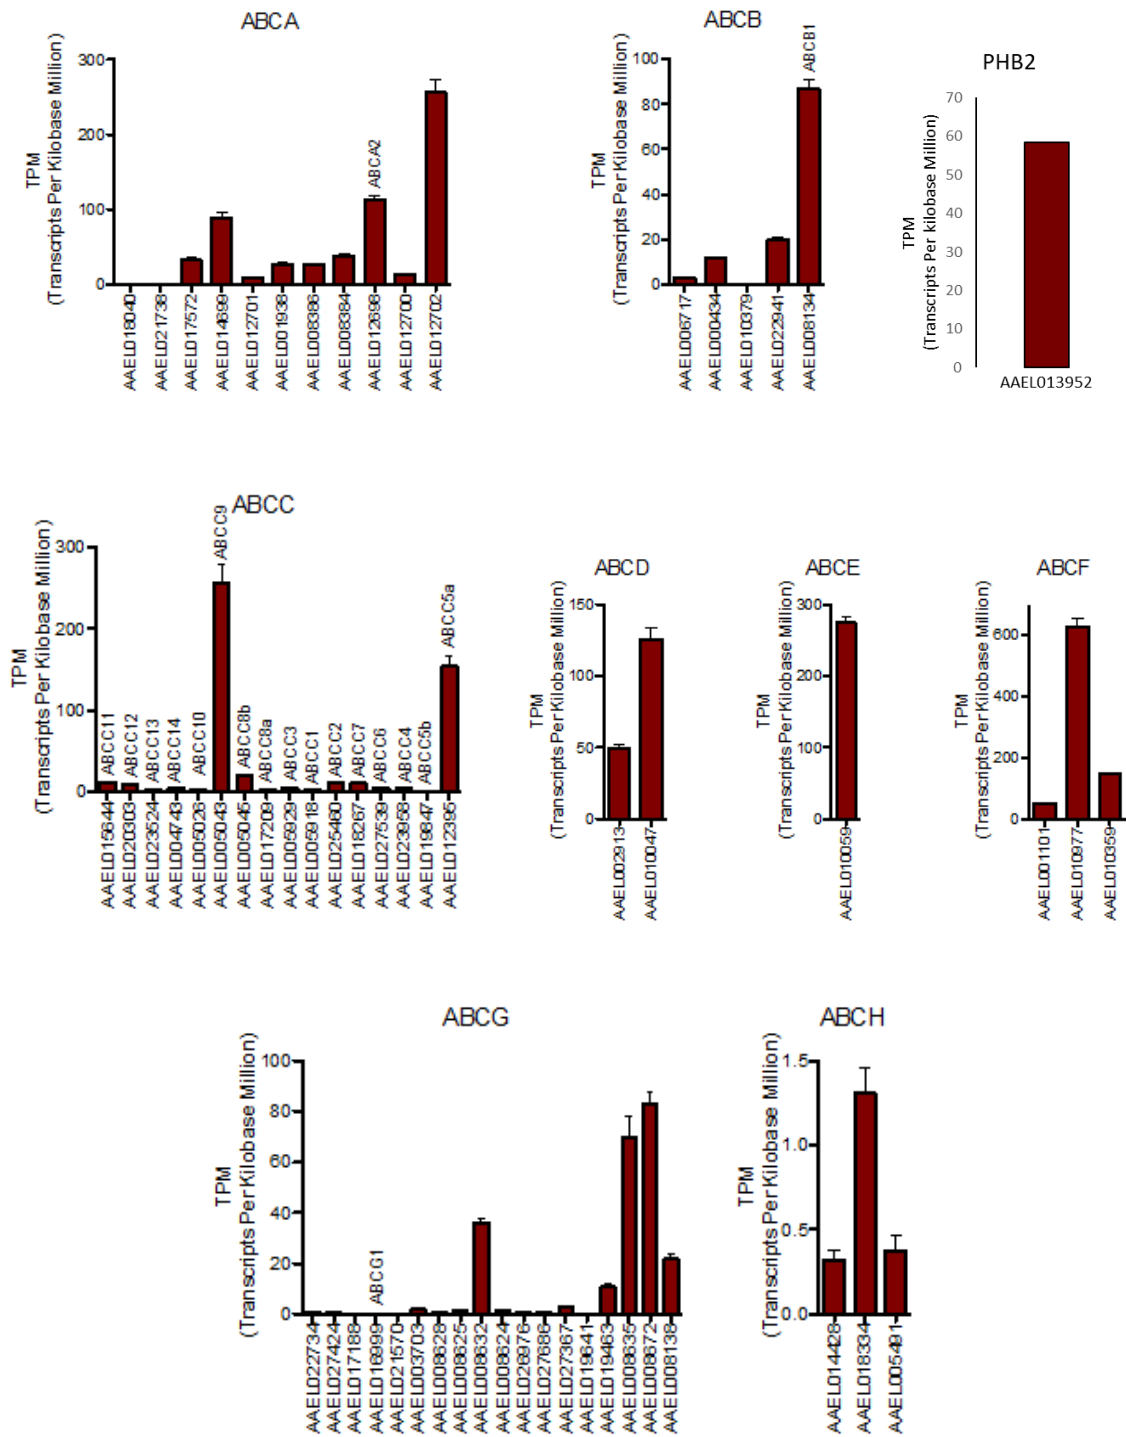 ABCA
TPM
(Transcripts Per Kilobase Million)
300
200
100
0
ABCA2
AAEL018040
AAEL021738
AAEL017572
AAEL014699
AAEL012701
AAEL001938
AAEL008386
AAEL008384
AAEL012698
AAEL012700
AAEL012702
ABCB
TPM
(Transcripts Per Kilobase Million)
100
80
60
40
20
0
ABCB1
AAEL006717
AAEL000434
AAEL010379
AAEL022941
AAEL008134
PHB2
TPM
(Transcripts Per kilobase Million)
70
60
50
40
30
20
10
0
AAEL013952
ABCC
TPM
(Transcripts Per Kilobase Million)
300
200
100
0
ABCC11
ABCC12
ABCC13
ABCC14
ABCC10
ABCC9
ABCC8b
ABCC8a
ABCC3
ABCC1
ABCC2
ABCC7
ABCC6
ABCC4
ABCC5b
ABCC5a
AAEL015644
AAEL020303
AAEL023524
AAEL004743
AAEL005026
AAEL005043
AAEL005045
AAEL017209
AAEL005929
AAEL005918
AAEL025460
AAEL018267
AAEL027539
AAEL023958
AAEL019847
AAEL012395
ABCD
TPM
(Transcripts Per Kilobase Million)
150
100
50
0
AAEL002913
AAEL010047
ABCE
TPM
(Transcripts Per Kilobase Million)
300
200
100
0
AAEL010059
ABCF
TPM
(Transcripts Per Kilobase Million)
600
400
200
0
AAEL001101
AAEL010977
AAEL010359
ABCG
TPM
(Transcripts Per Kilobase Million)
100
80
60
40
20
0
ABCG1
AAEL022734
AAEL027424
AAEL017188
AAEL016999
AAEL021570
AAEL003703
AAEL008628
AAEL008625
AAEL008632
AAEL008624
AAEL026976
AAEL027686
AAEL027367
AAEL019641
AAEL019463
AAEL008635
AAEL008672
AAEL008138
ABCH
TPM
(Transcripts Per Kilobase Million)
1.5
1.0
0.5
0.0
AAEL014428
AAEL018334
AAEL005491